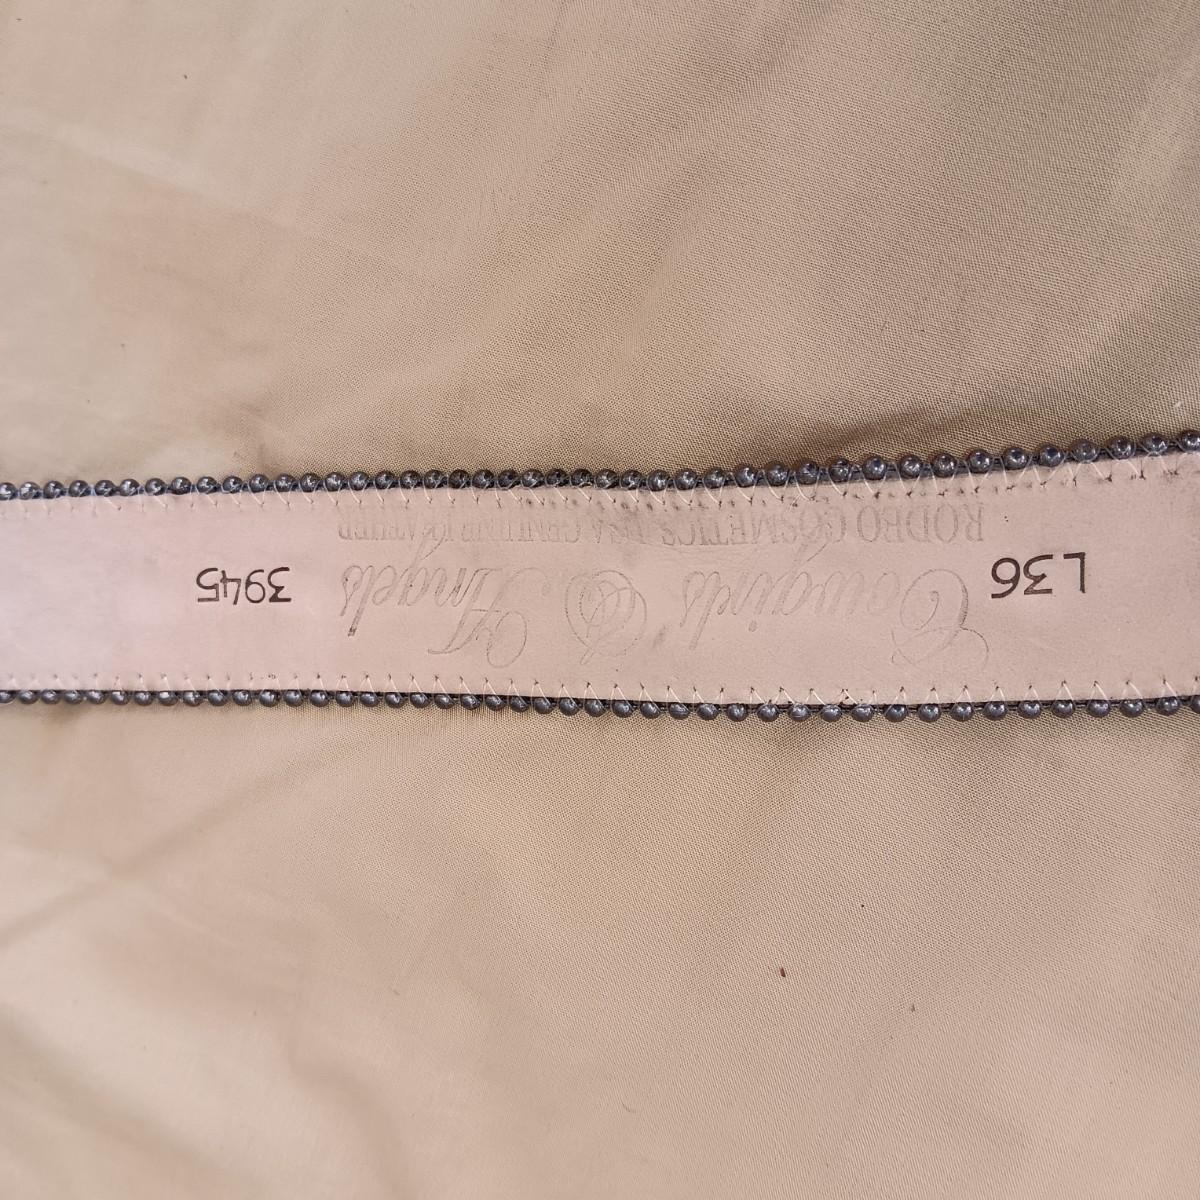 L36
Cowgirls & Angels
RODEO COSMETICS USA GENUINE LEATHER
3945